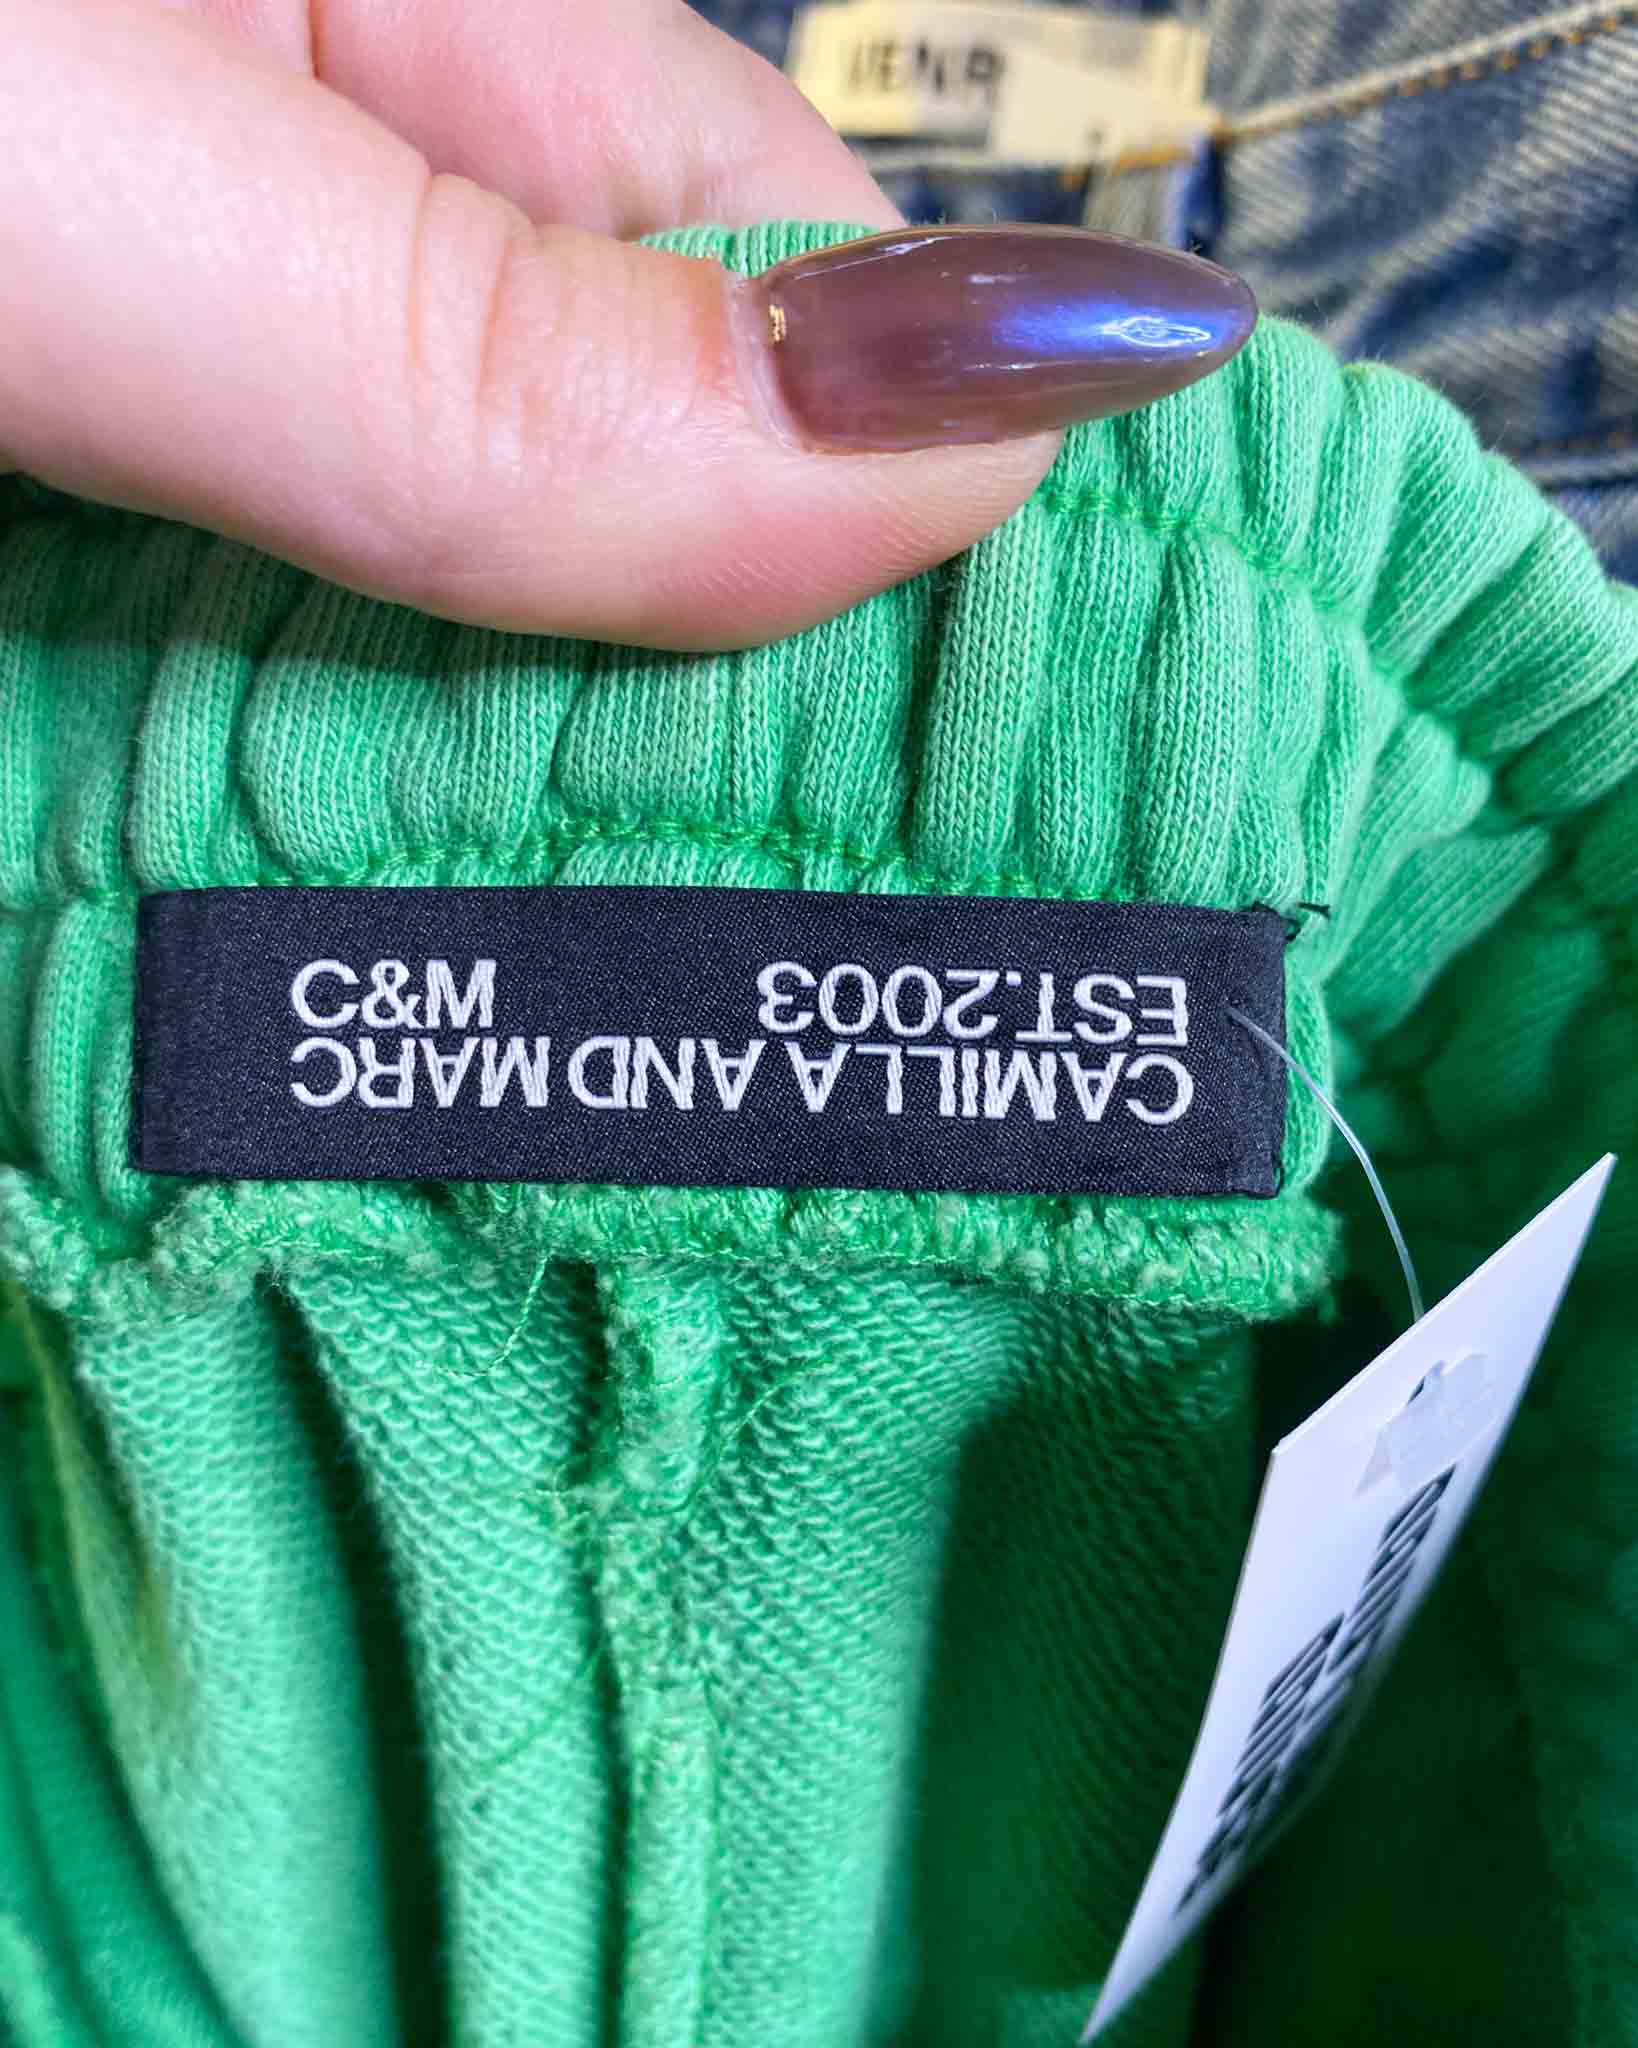 CAMILLA AND MARC
EST.2003 C&M